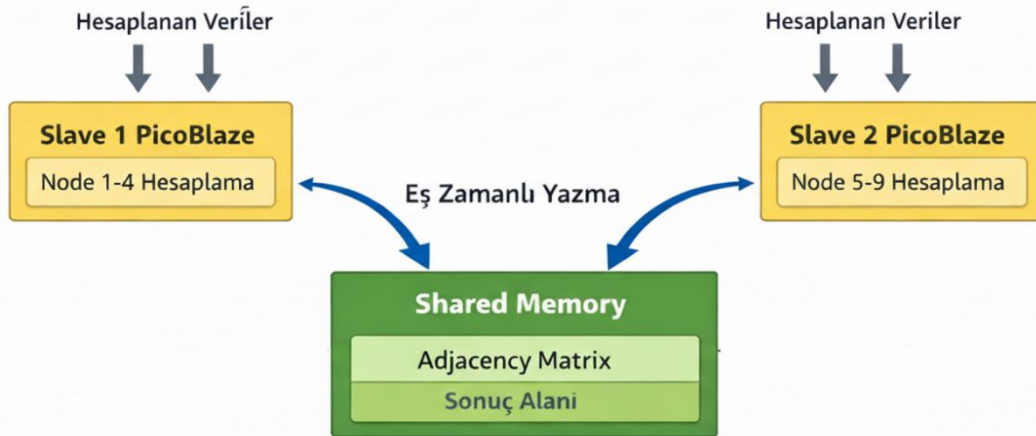 Hesaplanan Veriler
Hesaplanan Veriler
Slave 1 PicoBlaze
Node 1-4 Hesaplama
Slave 2 PicoBlaze
Node 5-9 Hesaplama
Eş Zamanlı Yazma
Shared Memory
Adjacency Matrix
Sonuç Alani